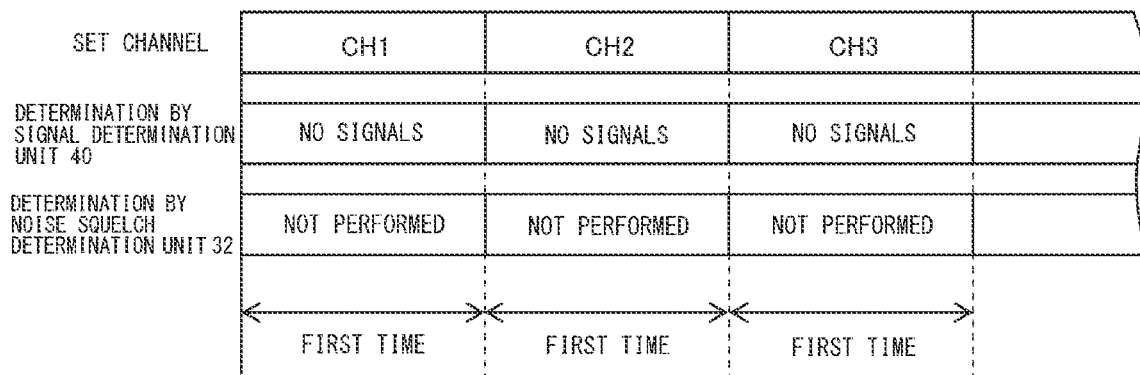 SET CHANNEL CH1 CH2 CH3
DETERMINATION BY
SIGNAL DETERMINATION
UNIT 40
NO SIGNALS NO SIGNALS NO SIGNALS
DETERMINATION BY
NOISE SQUELCH
DETERMINATION UNIT 32
NOT PERFORMED NOT PERFORMED NOT PERFORMED
FIRST TIME FIRST TIME FIRST TIME